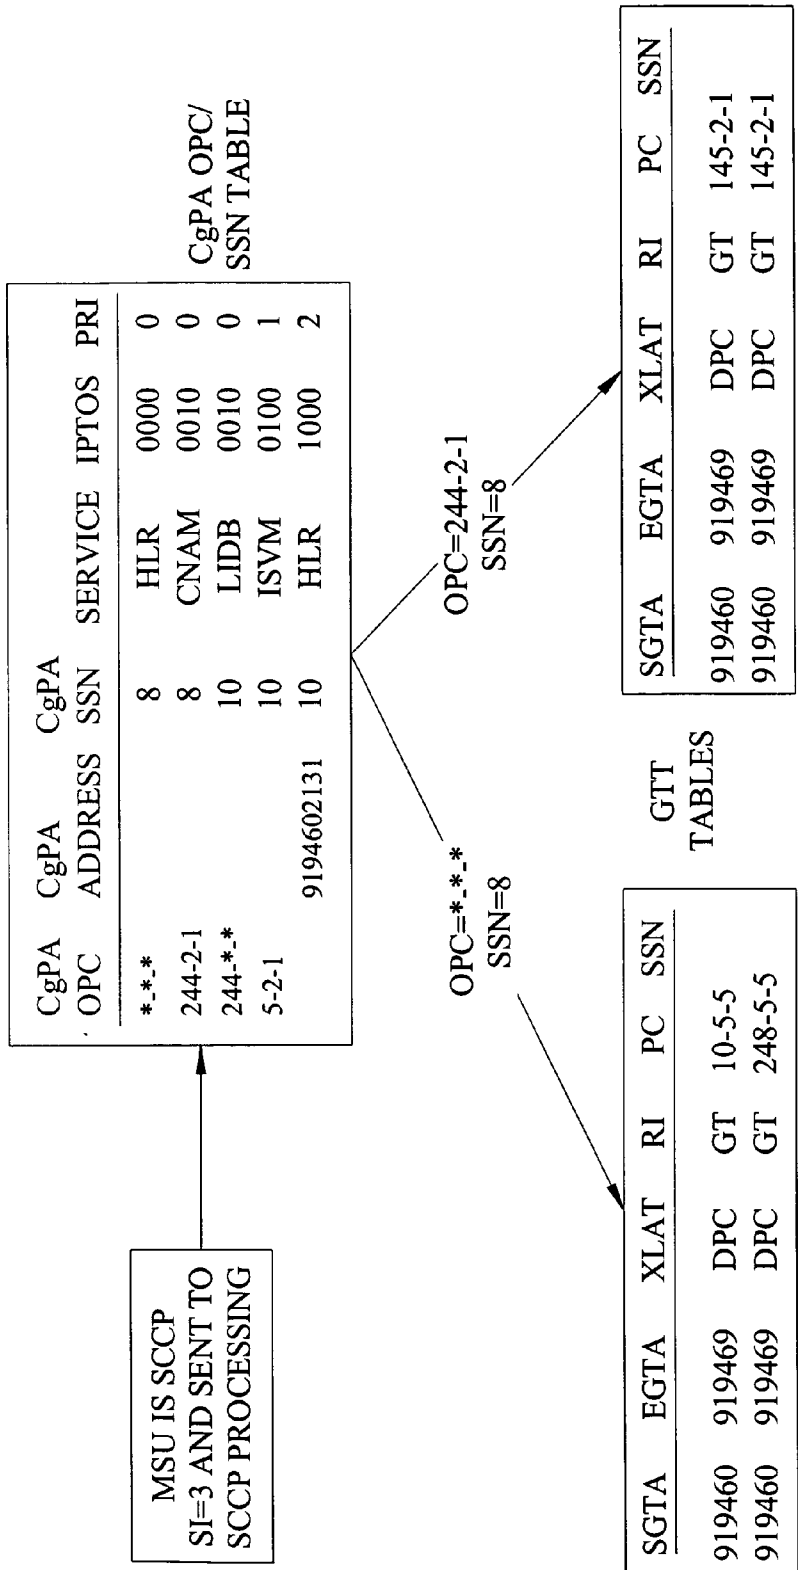 MSU IS SCCP
SI=3 AND SENT TO
SCCP PROCESSING
CgPA CgPA CgPA
OPC ADDRESS SSN SERVICE IPTOS PRI
*-*-* 8 HLR 0000 0
244-2-1 8 CNAM 0010 0
244-*-* 10 LIDB 0010 0
5-2-1 10 ISVM 0100 1
9194602131 10 HLR 1000 2
CgPA OPC/
SSN TABLE
OPC=*-*-*
SSN=8
OPC=244-2-1
SSN=8
SGTA EGTA XLAT RI PC SSN
919460 919469 DPC GT 10-5-5
919460 919469 DPC GT 248-5-5
GTT
TABLES
SGTA EGTA XLAT RI PC SSN
919460 919469 DPC GT 145-2-1
919460 919469 DPC GT 145-2-1